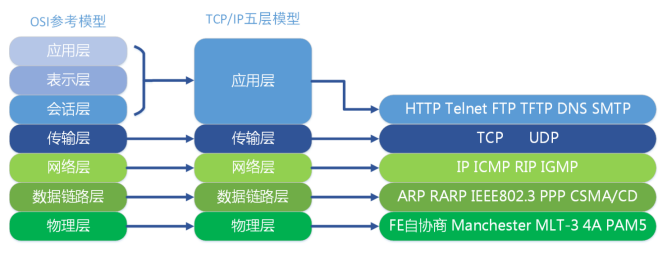 OSI参考模型
TCP/IP五层模型
应用层
表示层
会话层
应用层
HTTP Telnet FTP TFTP DNS SMTP
传输层
传输层
TCP UDP
网络层
网络层
IP ICMP RIP IGMP
数据链路层
数据链路层
ARP RARP IEEE802.3 PPP CSMA/CD
物理层
物理层
FE自协商 Manchester MLT-3 4A PAM5